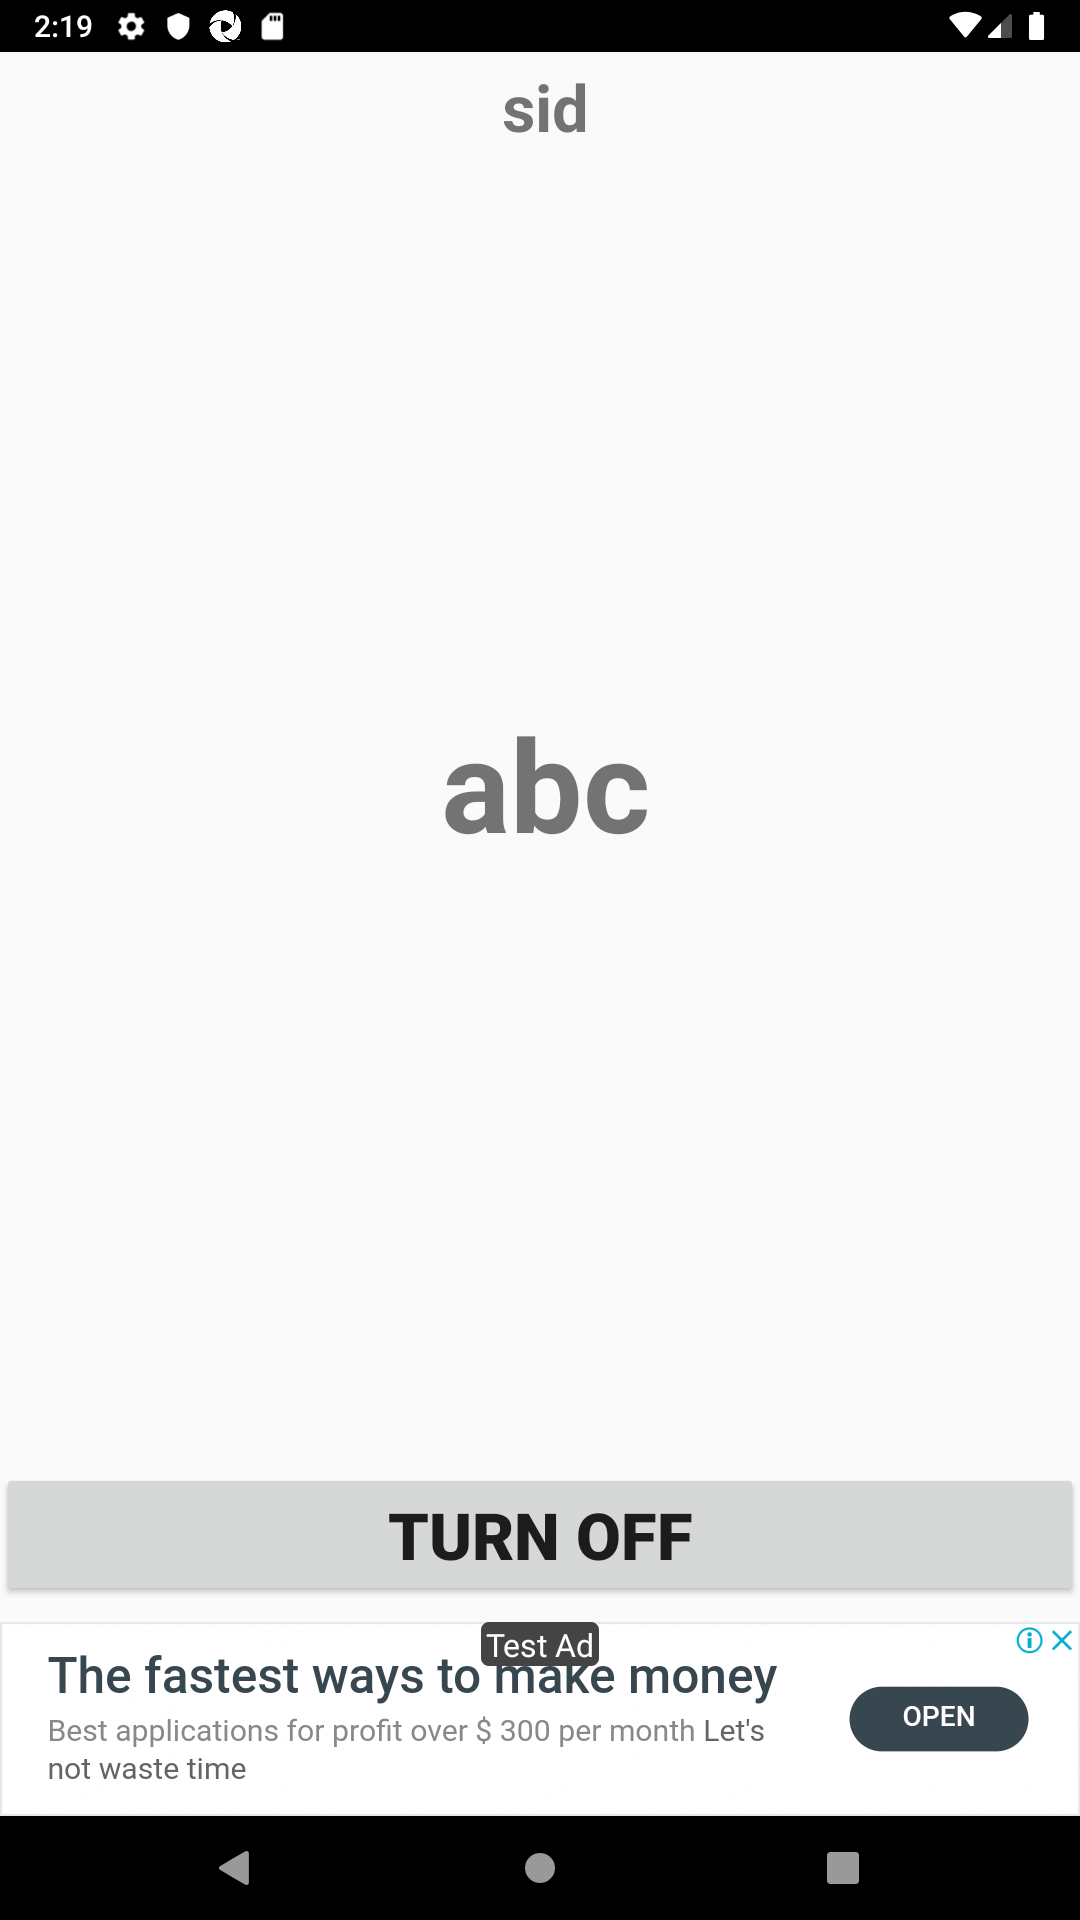 2:19
sid
abc
TURN OFF
Test Ad
The fastest ways to make money
Best applications for profit over $ 300 per month Let's
not waste time
OPEN